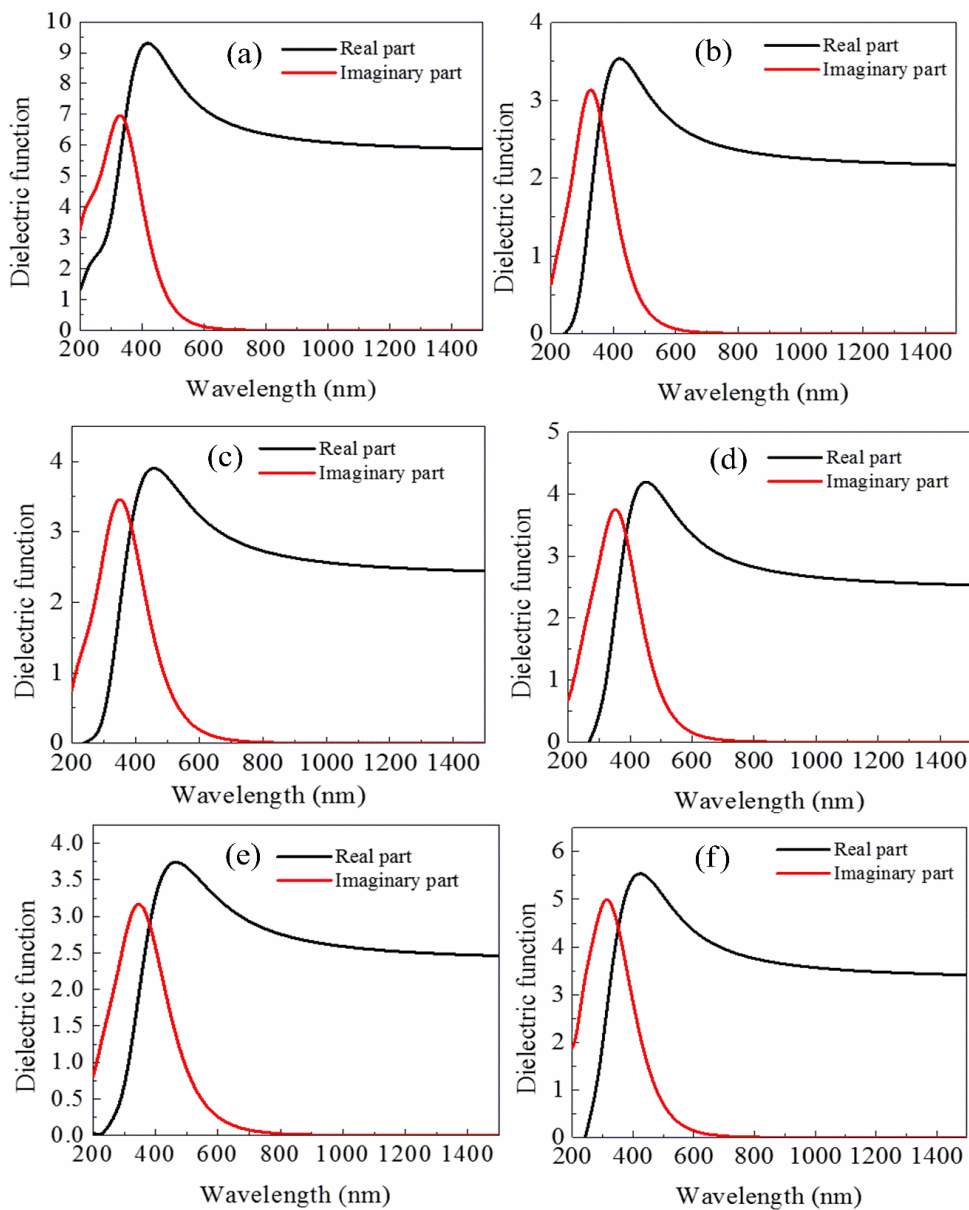 (a)
Real part
Imaginary part
Dielectric function
10
9
8
7
6
5
4
3
2
1
0
200 400 600 800 1000 1200 1400
Wavelength (nm)
(b)
Real part
Imaginary part
Dielectric function
4
3
2
1
0
200 400 600 800 1000 1200 1400
Wavelength (nm)
(c)
Real part
Imaginary part
Dielectric function
4
3
2
1
0
200 400 600 800 1000 1200 1400
Wavelength (nm)
(d)
Real part
Imaginary part
Dielectric function
5
4
3
2
1
0
200 400 600 800 1000 1200 1400
Wavelength (nm)
(e)
Real part
Imaginary part
Dielectric function
4.0
3.5
3.0
2.5
2.0
1.5
1.0
0.5
0.0
200 400 600 800 1000 1200 1400
Wavelength (nm)
(f)
Real part
Imaginary part
Dielectric function
6
5
4
3
2
1
0
200 400 600 800 1000 1200 1400
Wavelength (nm)